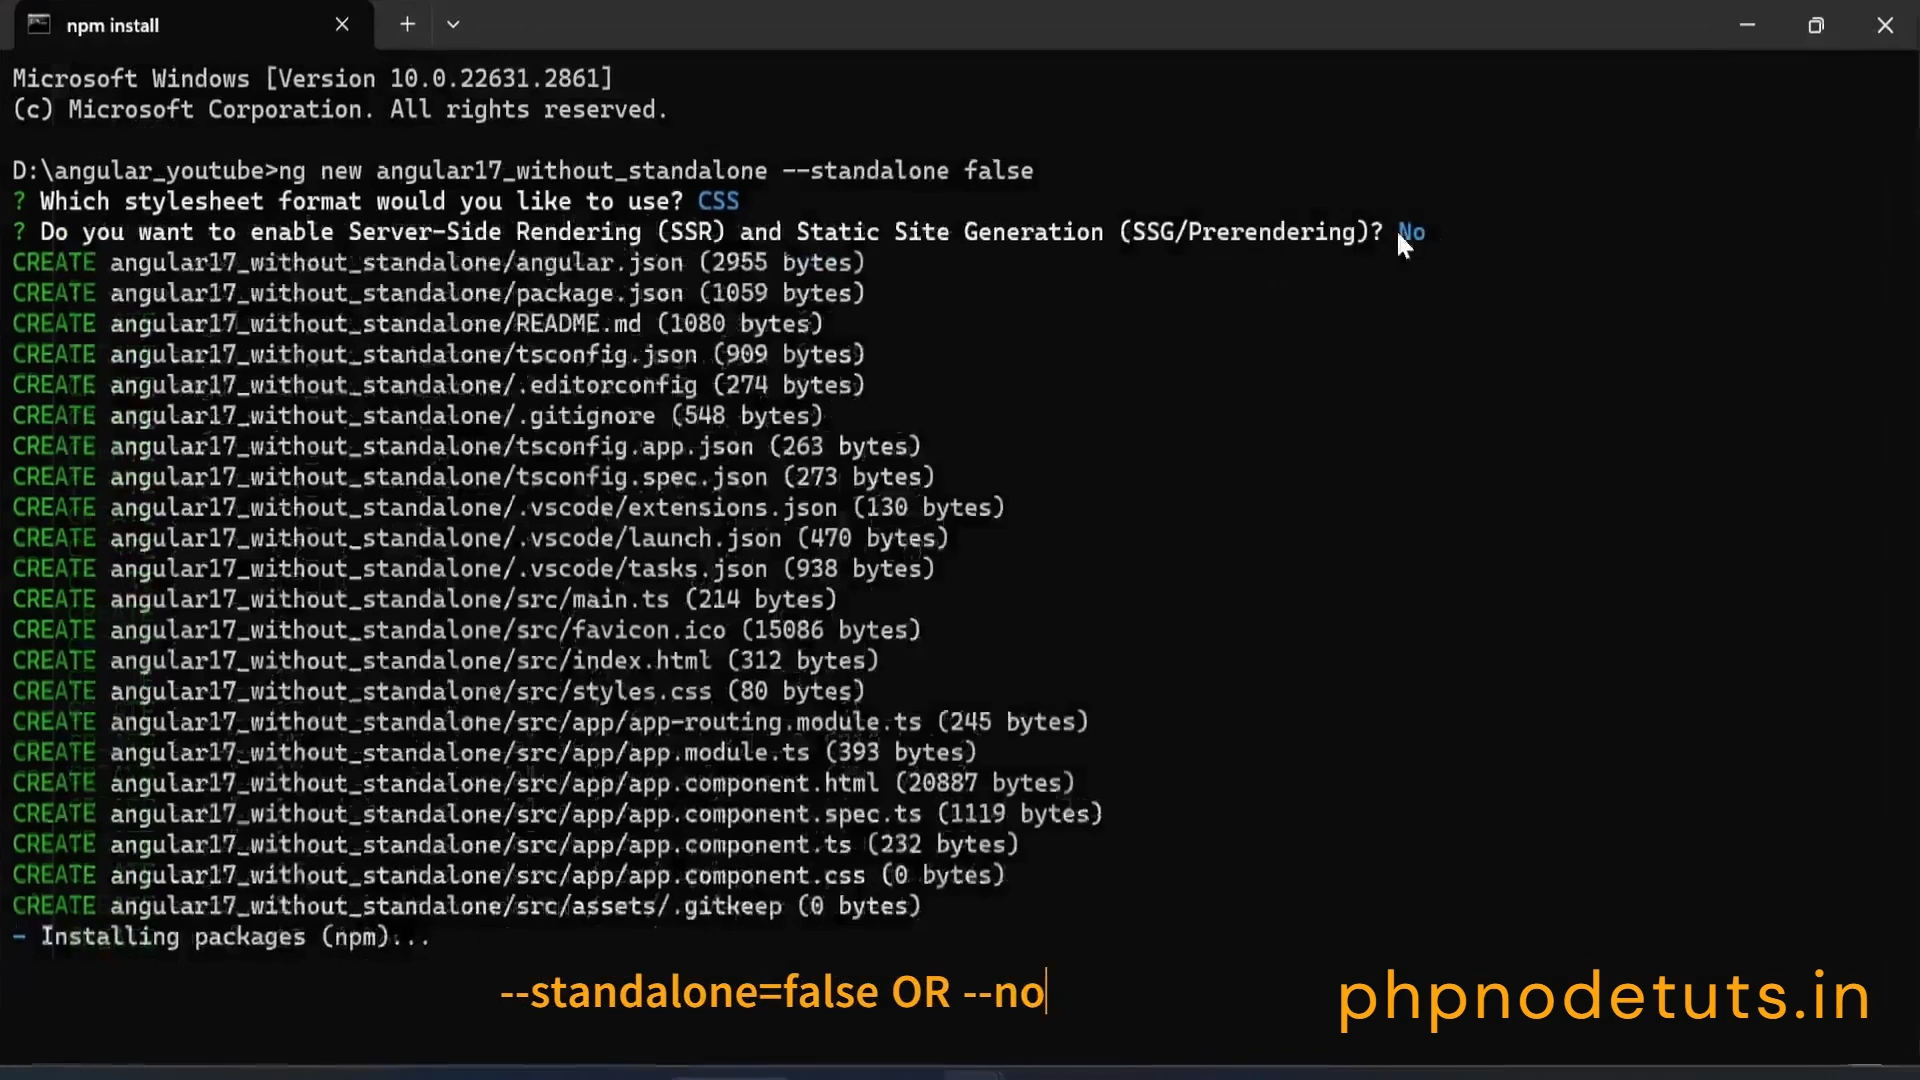 npm install
Microsoft Windows [Version 10.0.22631.2861]
(c) Microsoft Corporation. All rights reserved.
D:\angular_youtube>ng new angular17_without_standalone --standalone false
? Which stylesheet format would you like to use? CSS
? Do you want to enable Server-Side Rendering (SSR) and Static Site Generation (SSG/Prerendering)? No
CREATE angular17_without_standalone/angular.json (2955 bytes)
CREATE angular17_without_standalone/package.json (1059 bytes)
CREATE angular17_without_standalone/README.md (1080 bytes)
CREATE angular17_without_standalone/tsconfig.json (909 bytes)
CREATE angular17_without_standalone/.editorconfig (274 bytes)
CREATE angular17_without_standalone/.gitignore (548 bytes)
CREATE angular17_without_standalone/tsconfig.app.json (263 bytes)
CREATE angular17_without_standalone/tsconfig.spec.json (273 bytes)
CREATE angular17_without_standalone/.vscode/extensions.json (130 bytes)
CREATE angular17_without_standalone/.vscode/launch.json (470 bytes)
CREATE angular17_without_standalone/.vscode/tasks.json (938 bytes)
CREATE angular17_without_standalone/src/main.ts (214 bytes)
CREATE angular17_without_standalone/src/favicon.ico (15086 bytes)
CREATE angular17_without_standalone/src/index.html (312 bytes)
CREATE angular17_without_standalone/src/styles.css (80 bytes)
CREATE angular17_without_standalone/src/app/app-routing.module.ts (245 bytes)
CREATE angular17_without_standalone/src/app/app.module.ts (393 bytes)
CREATE angular17_without_standalone/src/app/app.component.html (20887 bytes)
CREATE angular17_without_standalone/src/app/app.component.spec.ts (1119 bytes)
CREATE angular17_without_standalone/src/app/app.component.ts (232 bytes)
CREATE angular17_without_standalone/src/app/app.component.css (0 bytes)
CREATE angular17_without_standalone/src/assets/.gitkeep (0 bytes)
- Installing packages (npm)...
--standalone=false OR --no
phpnodetuts.in